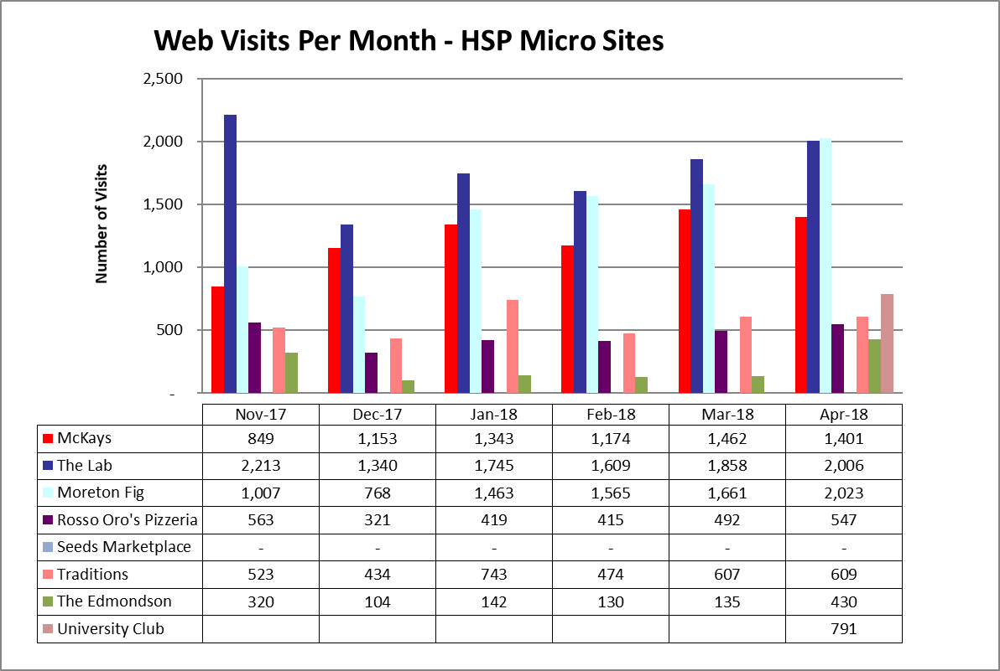 Web Visits Per Month - HSP Micro Sites
2,500
2,000
1,500
1,000
500
-
Number of Visits
Nov-17 Dec-17 Jan-18 Feb-18 Mar-18 Apr-18
McKays 849 1,153 1,343 1,174 1,462 1,401
The Lab 2,213 1,340 1,745 1,609 1,858 2,006
Moreton Fig 1,007 768 1,463 1,565 1,661 2,023
Rosso Oro's Pizzeria 563 321 419 415 492 547
Seeds Marketplace - - - - - -
Traditions 523 434 743 474 607 609
The Edmondson 320 104 142 130 135 430
University Club 791